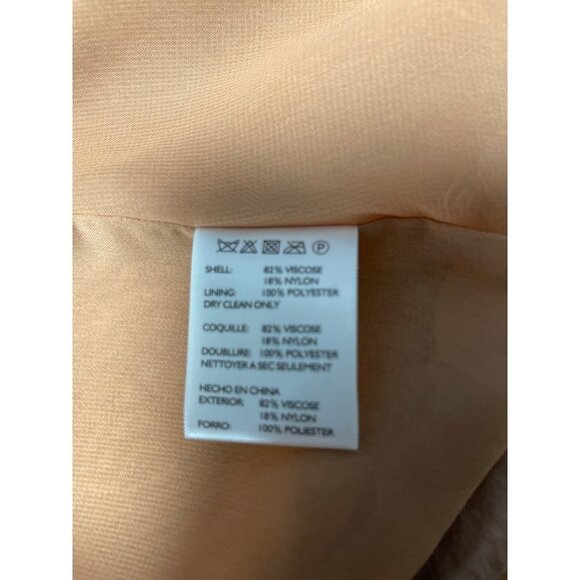 P
SHELL: 82% VISCOSE
18% NYLON
LINING: 100% POLYESTER
DRY CLEAN ONLY
COQUILLE: 82% VISCOSE
18% NYLON
DOUBLURE: 100% POLYESTER
NETTOYER A SEC SEULEMENT
HECHO EN CHINA
EXTERIOR: 82% VISCOSE
18% NYLON
FORRO: 100% POLIESTER